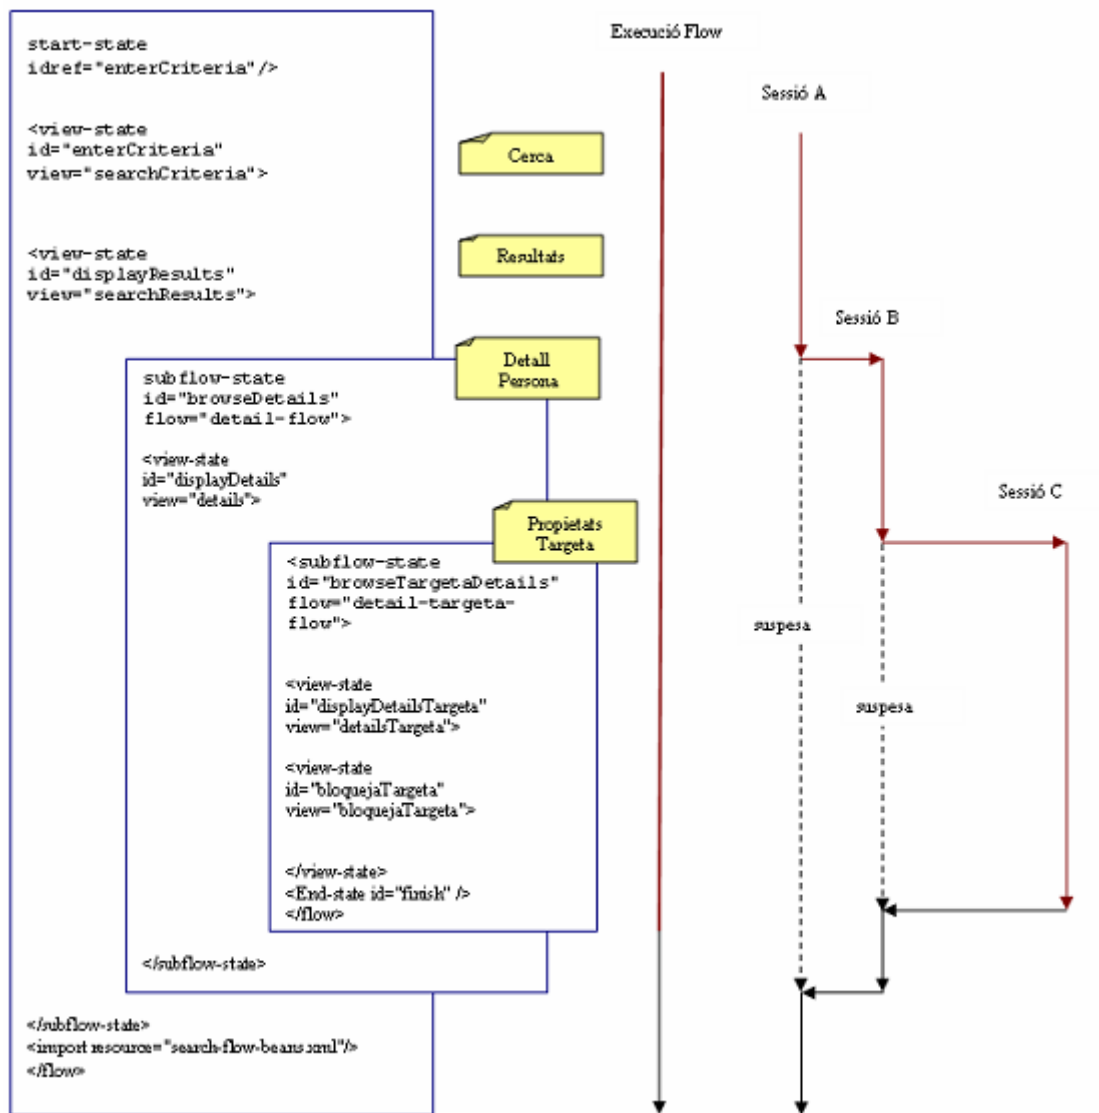 start-state
idref="enterCriteria"/>
<view-state
id="enterCriteria"
view="searchCriteria">
<view-state
id="displayResults"
view="searchResults">
subflow-state
id="browseDetails"
flow="detail-flow">
<view-state
id="displayDetails"
view="details">
<subflow-state
id="browseTargetaDetails"
flow="detail-targeta-
flow">
<view-state
id="displayDetailsTargeta"
view="detailsTargeta">
<view-state
id="bloquejaTargeta"
view="bloquejaTargeta">
</view-state>
<End-state id="finish" />
</flow>
</subflow-state>
</subflow-state>
<import resource="search-flow-beans.xml"/>
</flow>
Cerca
Resultats
Detall
Persona
Propietats
Targeta
Execució Flow
Sessió A
Sessió B
Sessió C
suspesa
suspesa